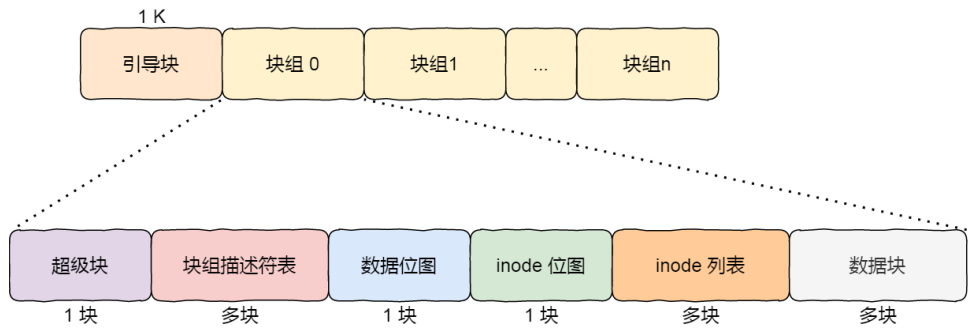 1 K
引导块 块组 0 块组1 ... 块组n
超级块 块组描述符表 数据位图 inode 位图 inode 列表 数据块
1 块 多块 1 块 1 块 多块 多块